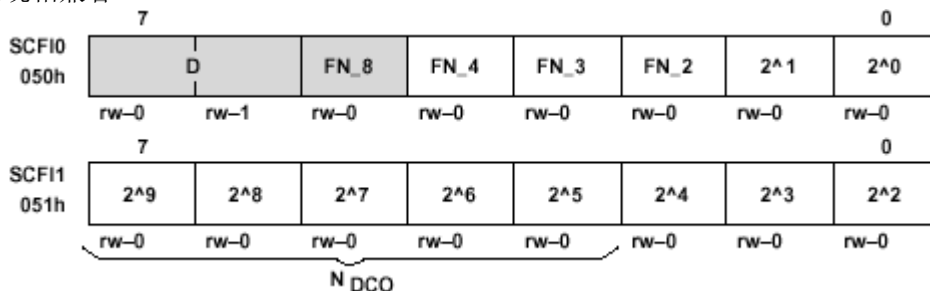 7 0
SCFI0
050h
D FN_8 FN_4 FN_3 FN_2 2^1 2^0
rw–0 rw–1 rw–0 rw–0 rw–0 rw–0 rw–0 rw–0
7 0
SCFI1
051h
2^9 2^8 2^7 2^6 2^5 2^4 2^3 2^2
rw–0 rw–0 rw–0 rw–0 rw–0 rw–0 rw–0 rw–0
N DCO